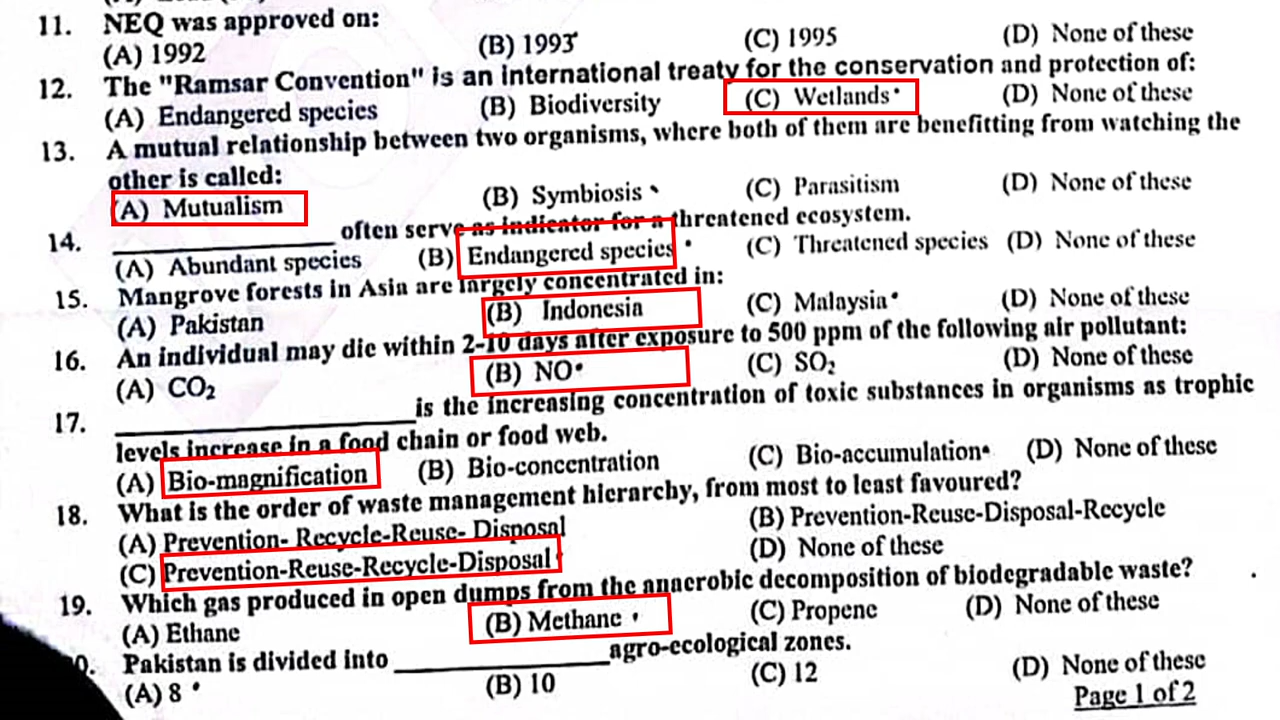 11. NEQ was approved on:
(A) 1992 (B) 1993 (C) 1995 (D) None of these
12. The "Ramsar Convention" is an international treaty for the conservation and protection of:
(A) Endangered species (B) Biodiversity (C) Wetlands (D) None of these
13. A mutual relationship between two organisms, where both of them are benefitting from watching the
other is called:
(A) Mutualism (B) Symbiosis (C) Parasitism (D) None of these
14. ____________ often serve as indicator for a threatened ecosystem.
(A) Abundant species (B) Endangered species (C) Threatened species (D) None of these
15. Mangrove forests in Asia are largely concentrated in:
(A) Pakistan (B) Indonesia (C) Malaysia (D) None of these
16. An individual may die within 2-10 days after exposure to 500 ppm of the following air pollutant:
(A) CO₂ (B) NO (C) SO₂ (D) None of these
17. ____________ is the increasing concentration of toxic substances in organisms as trophic
levels increase in a food chain or food web.
(A) Bio-magnification (B) Bio-concentration (C) Bio-accumulation (D) None of these
18. What is the order of waste management hierarchy, from most to least favoured?
(A) Prevention- Recycle-Reuse- Disposal (B) Prevention-Reuse-Disposal-Recycle
(C) Prevention-Reuse-Recycle-Disposal (D) None of these
19. Which gas produced in open dumps from the anaerobic decomposition of biodegradable waste?
(A) Ethane (B) Methane (C) Propene (D) None of these
0. Pakistan is divided into ____________ agro-ecological zones.
(A) 8 (B) 10 (C) 12 (D) None of these
Page 1 of 2